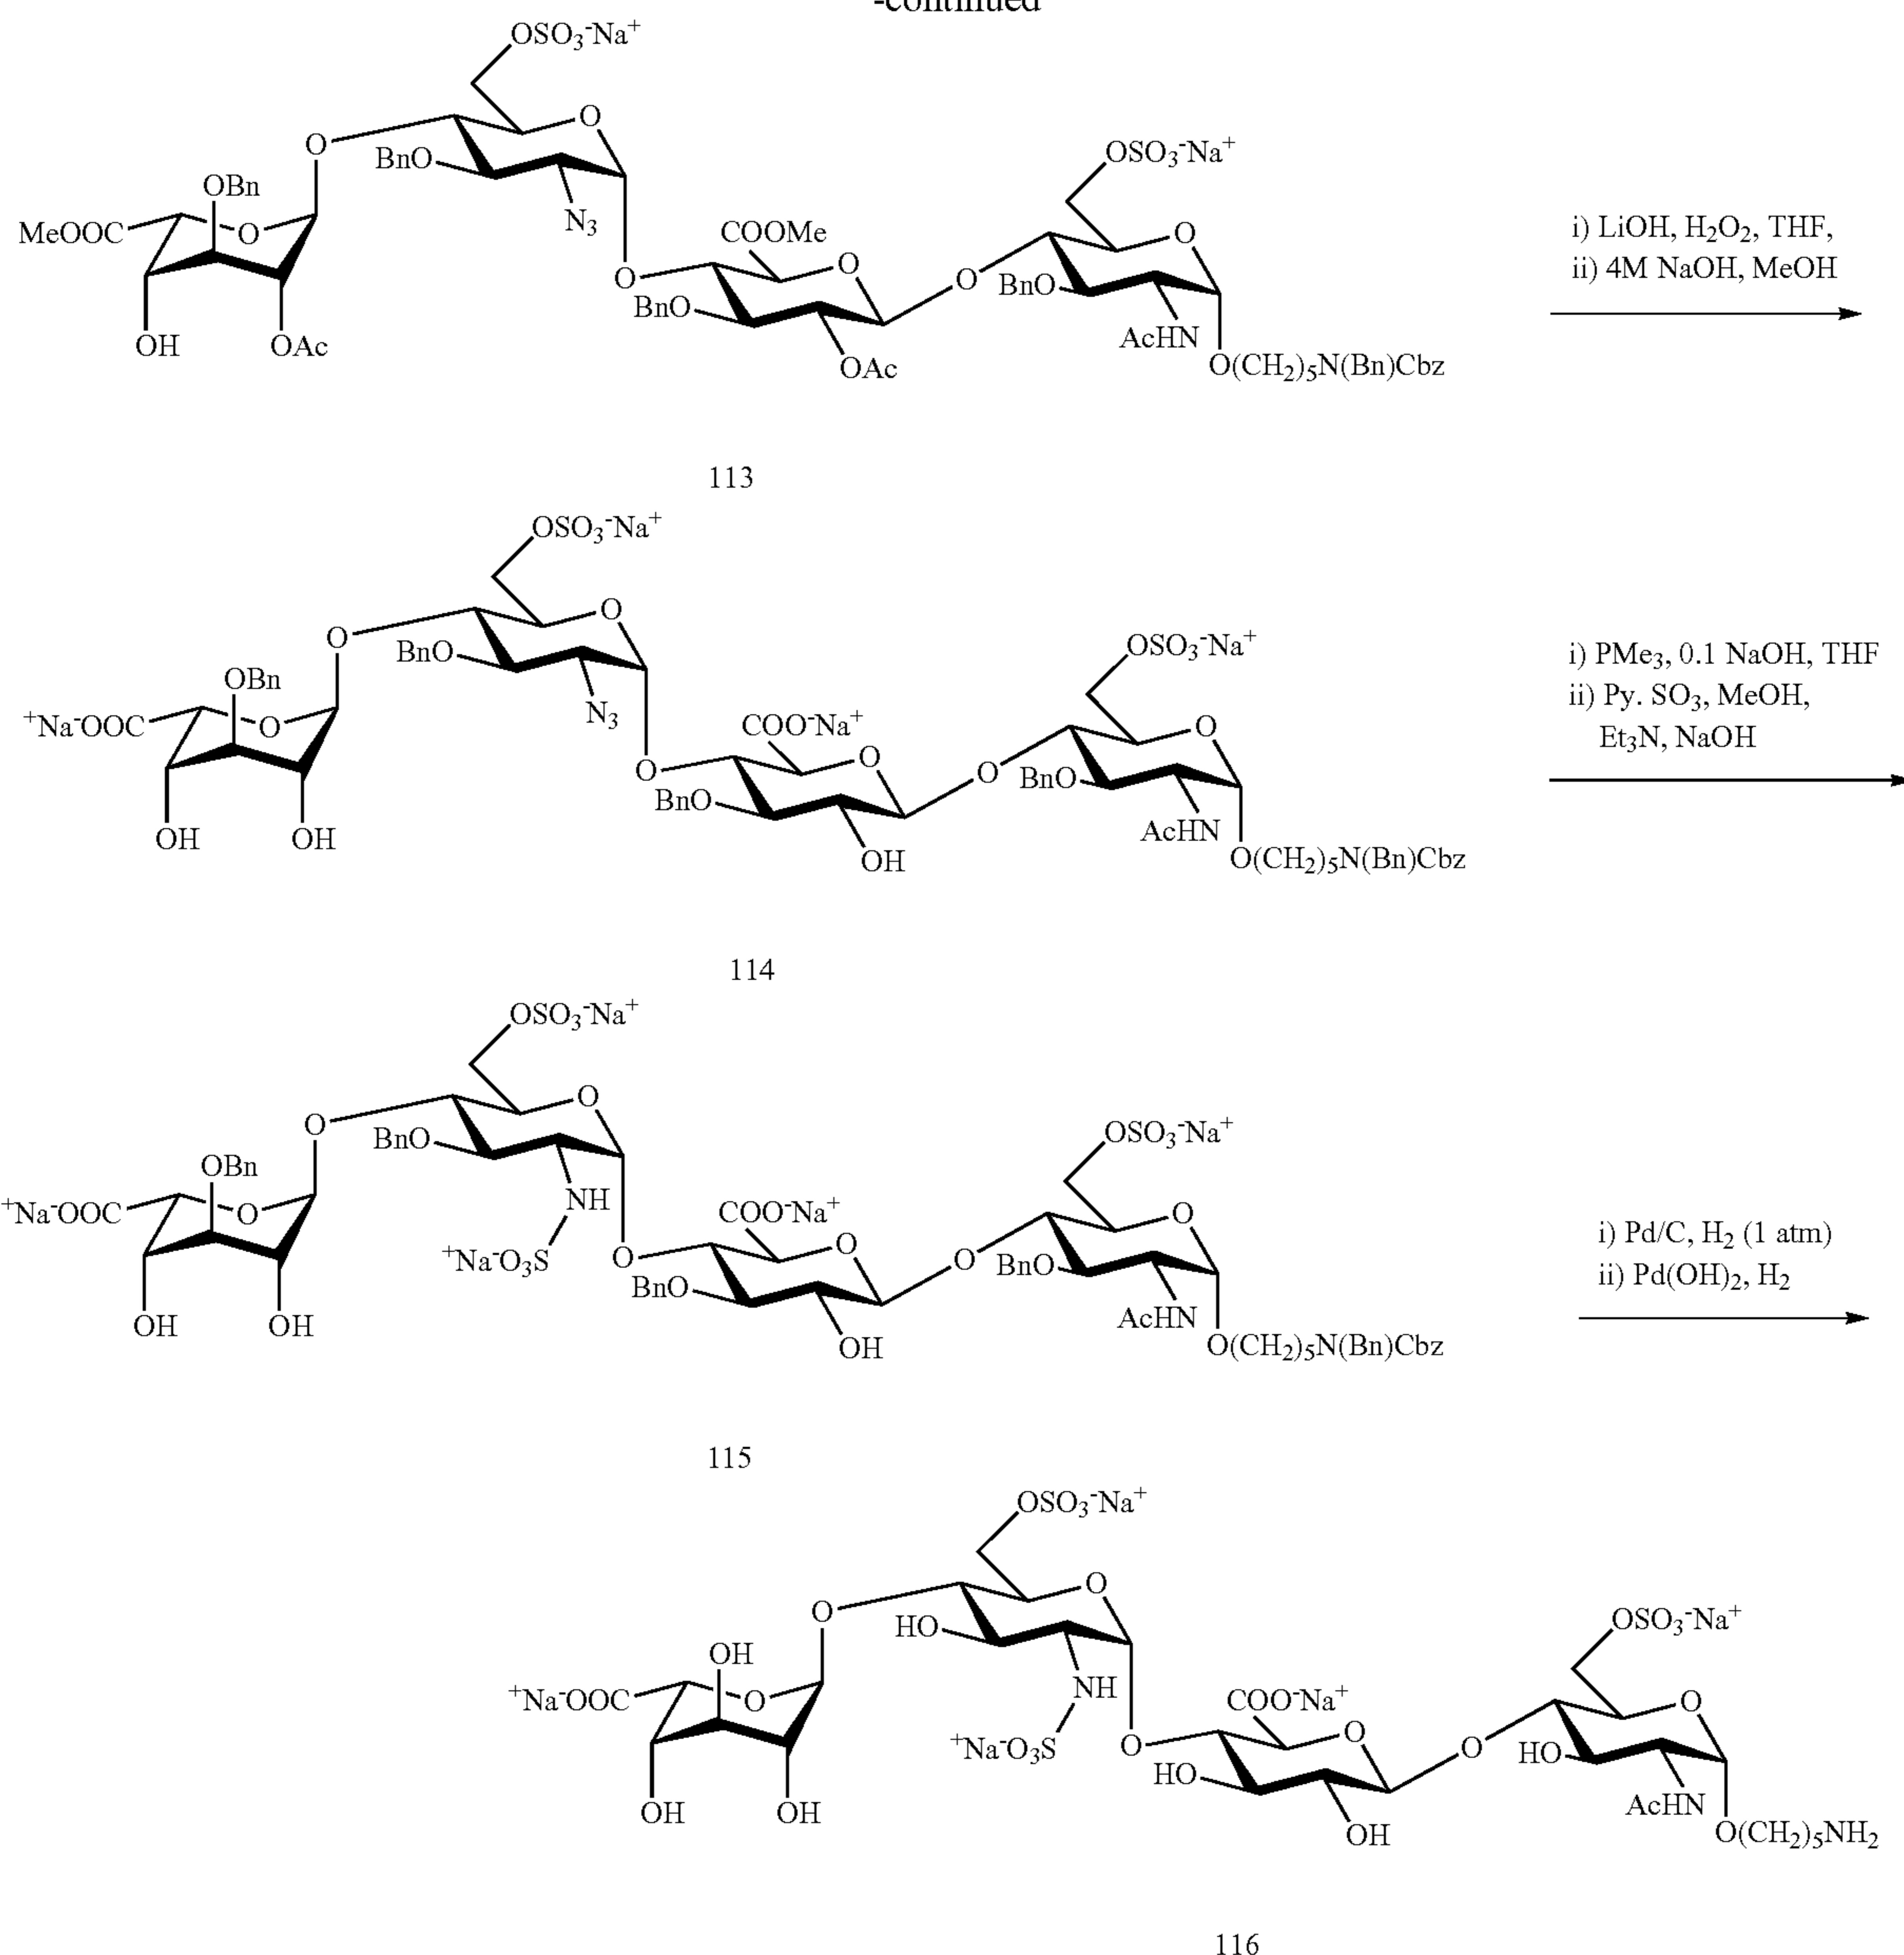 -continued
OSO₃⁻Na⁺
O
O
BnO
OBn
N₃
MeOOC
O
OH
OAc
COOMe
O
O
BnO
OAc
OSO₃⁻Na⁺
O
O
BnO
AcHN
O(CH₂)₅N(Bn)Cbz
i) LiOH, H₂O₂, THF,
ii) 4M NaOH, MeOH
113
OSO₃⁻Na⁺
O
O
BnO
OBn
N₃
⁺Na⁻OOC
O
OH
OH
COO⁻Na⁺
O
O
BnO
OH
OSO₃⁻Na⁺
O
O
BnO
AcHN
O(CH₂)₅N(Bn)Cbz
i) PMe₃, 0.1 NaOH, THF
ii) Py. SO₃, MeOH,
Et₃N, NaOH
114
OSO₃⁻Na⁺
O
O
BnO
OBn
NH
⁺Na⁻O₃S
⁺Na⁻OOC
O
OH
OH
COO⁻Na⁺
O
O
BnO
OH
OSO₃⁻Na⁺
O
O
BnO
AcHN
O(CH₂)₅N(Bn)Cbz
i) Pd/C, H₂ (1 atm)
ii) Pd(OH)₂, H₂
115
OSO₃⁻Na⁺
O
O
HO
OH
NH
⁺Na⁻O₃S
⁺Na⁻OOC
O
OH
OH
COO⁻Na⁺
O
O
HO
OH
OSO₃⁻Na⁺
O
O
HO
AcHN
O(CH₂)₅NH₂
116